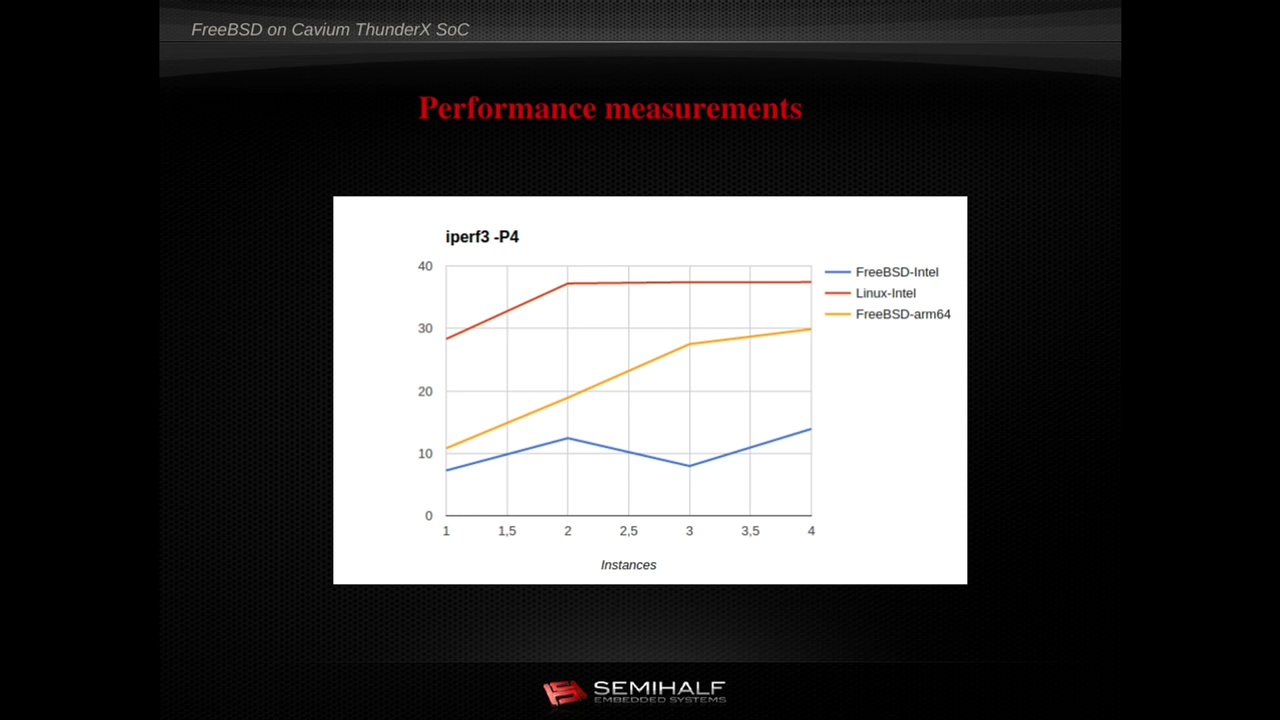 FreeBSD on Cavium ThunderX SoC
Performance measurements
iperf3 -P4
40
30
20
10
0
1 1,5 2 2,5 3 3,5 4
Instances
FreeBSD-Intel
Linux-Intel
FreeBSD-arm64
SEMIHALF
EMBEDDED SYSTEMS